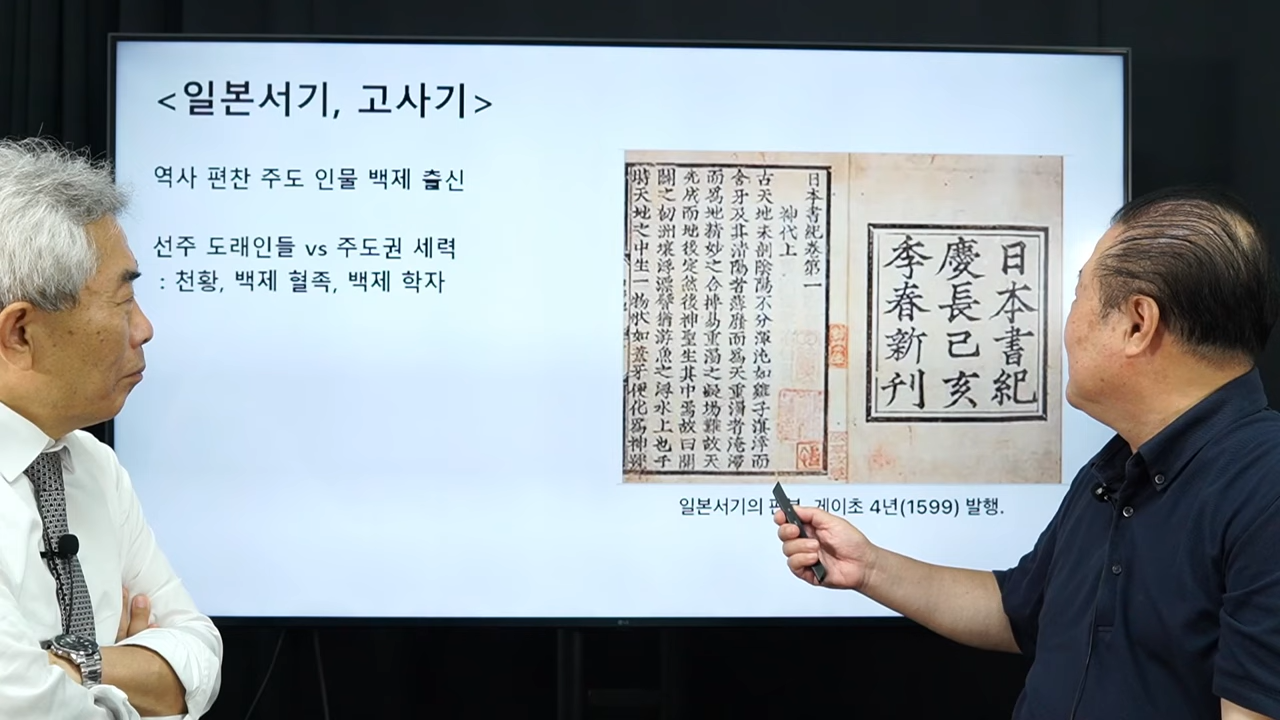 <일본서기, 고사기>
역사 편찬 주도 인물 백제 출신
선주 도래인들 vs 주도권 세력
: 천황, 백제 혈족, 백제 학자
日本書紀
慶長己亥
季春新刊
日本書紀卷第一
神代上
古天地未剖陰陽不分渾沌如雞子溟涬而
含牙及其清陽者薄靡而爲天重濁者淹滯
而爲地精妙之合摶易重濁之凝埸難故天
先成而地後定然後神聖生其中焉故曰開
闢之初洲壤浮漂譬猶游魚之浮水上也于
時天地之中生一物狀如葦牙便化爲神號
일본서기의 게이초 4년(1599) 발행.